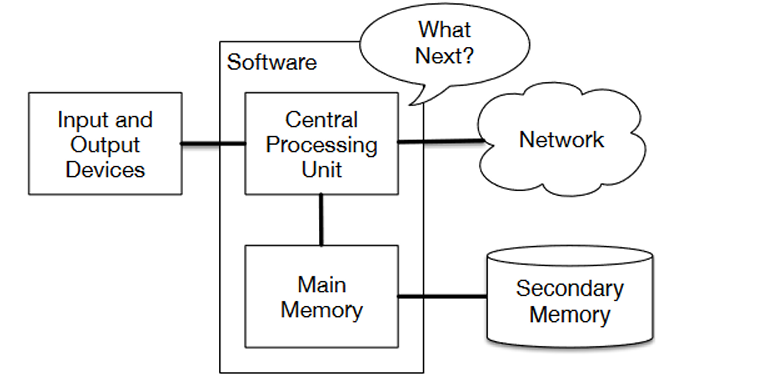 What
Next?
Software
Input and
Output
Devices
Central
Processing
Unit
Network
Main
Memory
Secondary
Memory